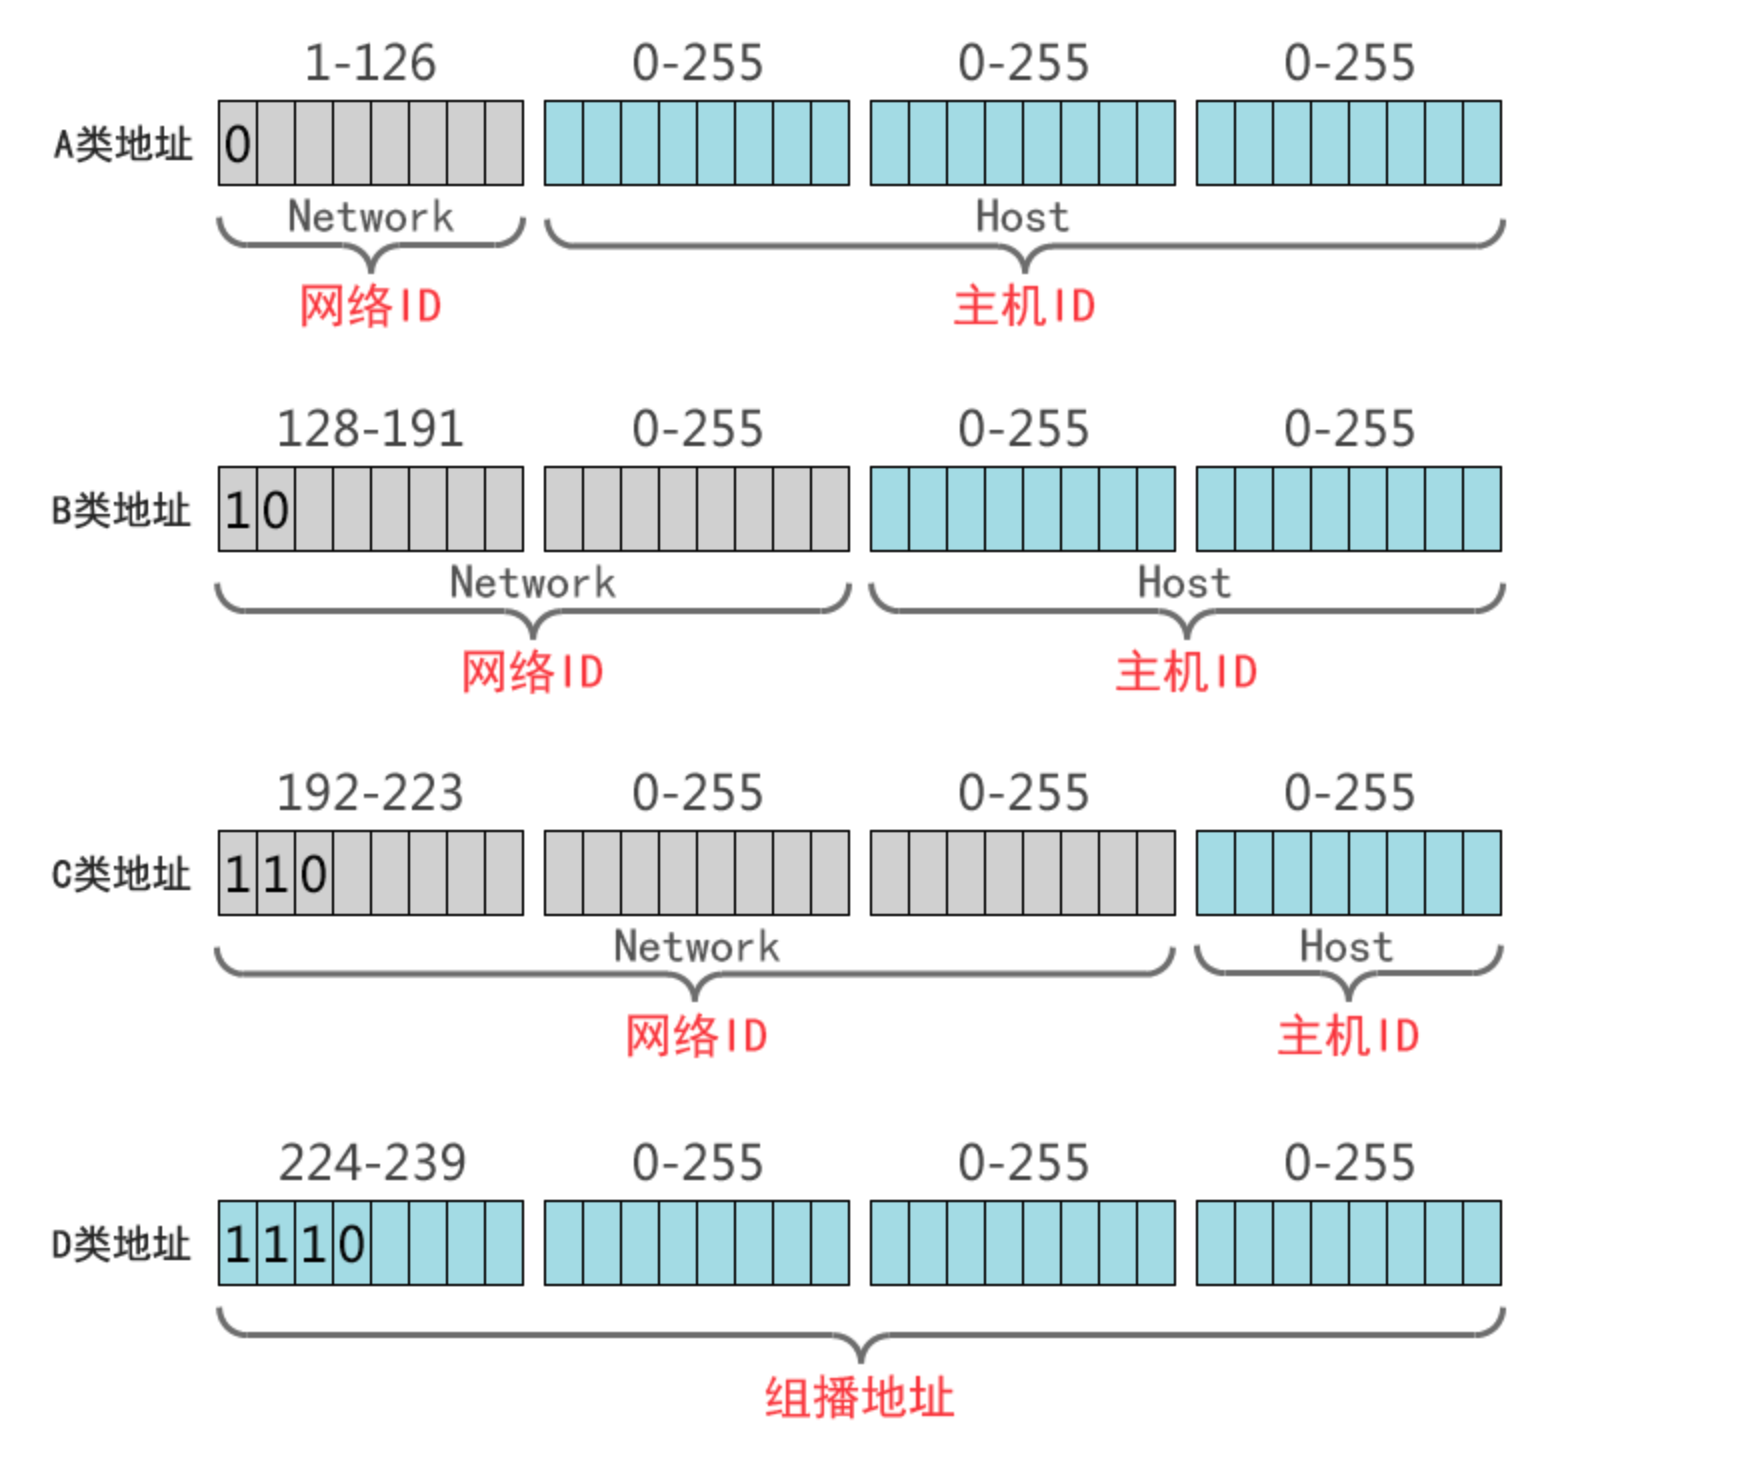 1-126 0-255 0-255 0-255
A类地址 0
Network Host
网络ID 主机ID
128-191 0-255 0-255 0-255
B类地址 1 0
Network Host
网络ID 主机ID
192-223 0-255 0-255 0-255
C类地址 1 1 0
Network Host
网络ID 主机ID
224-239 0-255 0-255 0-255
D类地址 1 1 1 0
组播地址